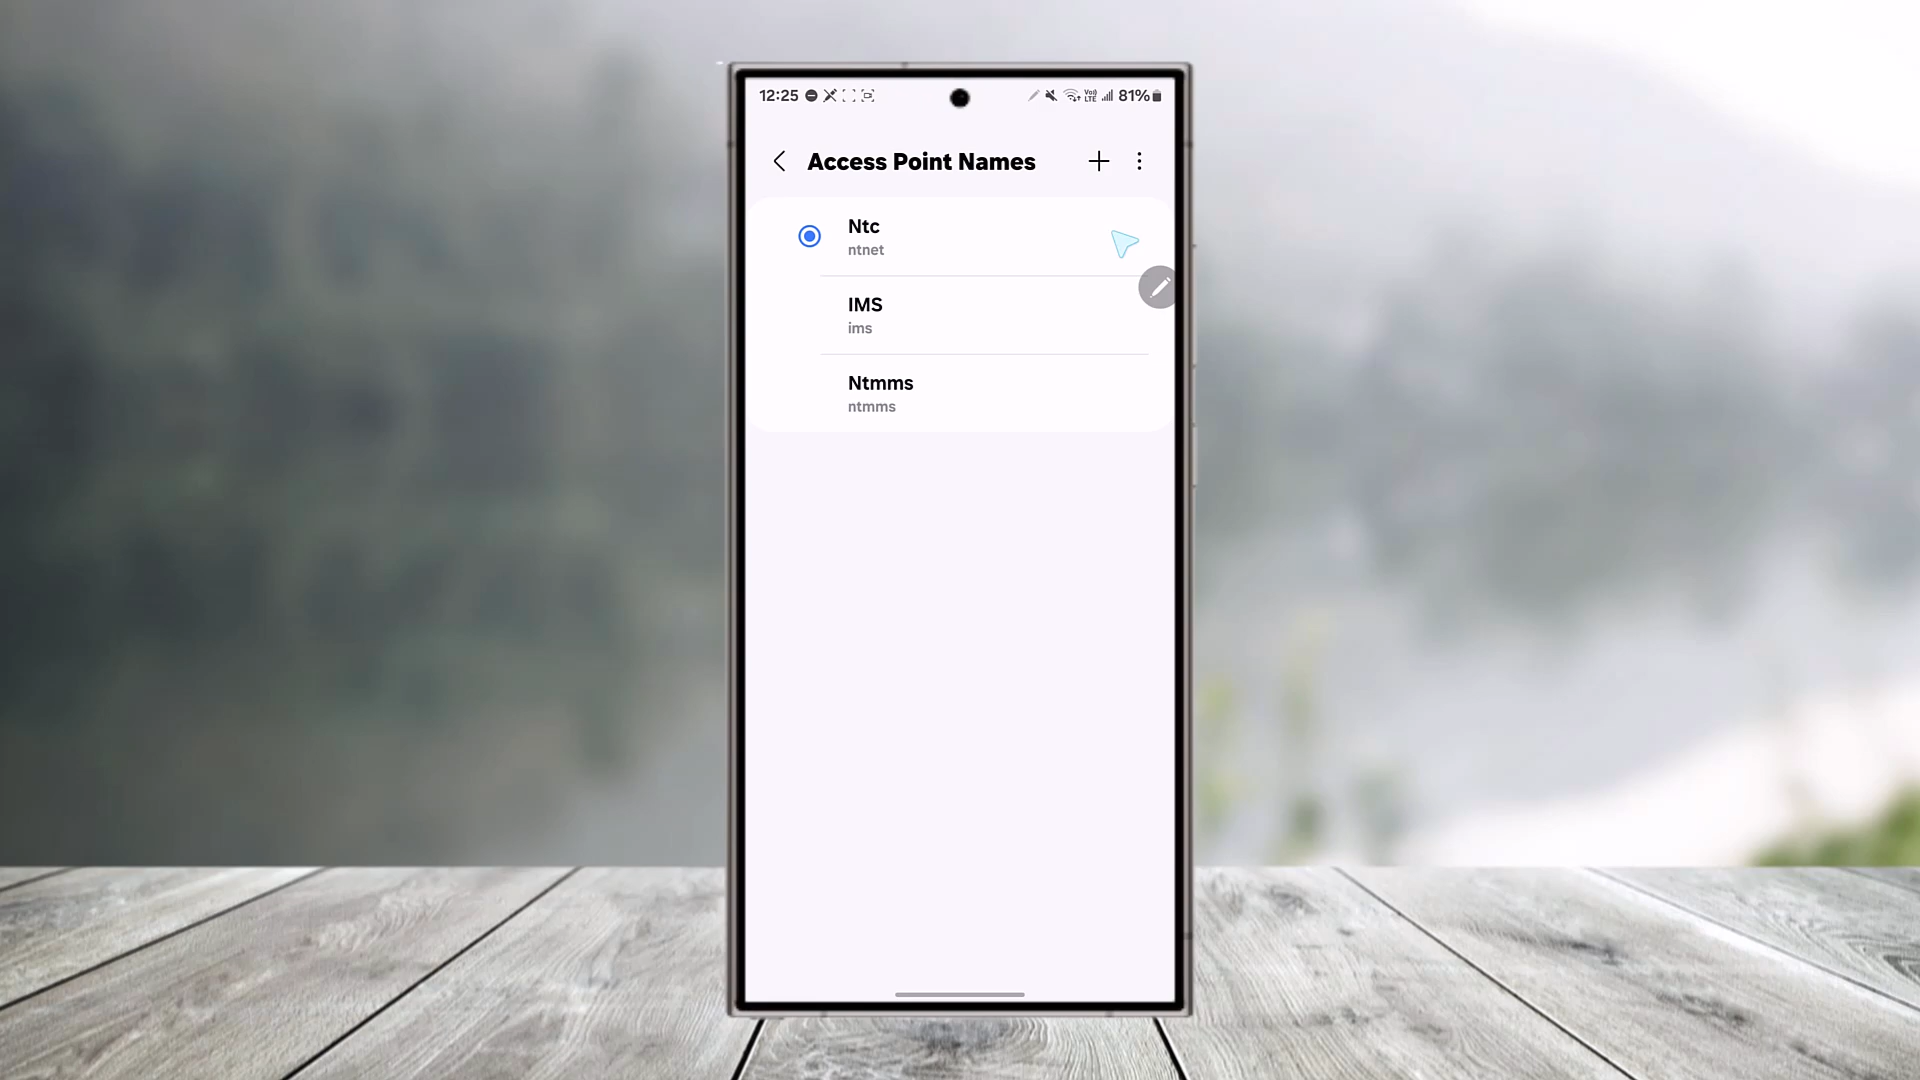 12:25 81%
Access Point Names
Ntc
ntnet
IMS
ims
Ntmms
ntmms